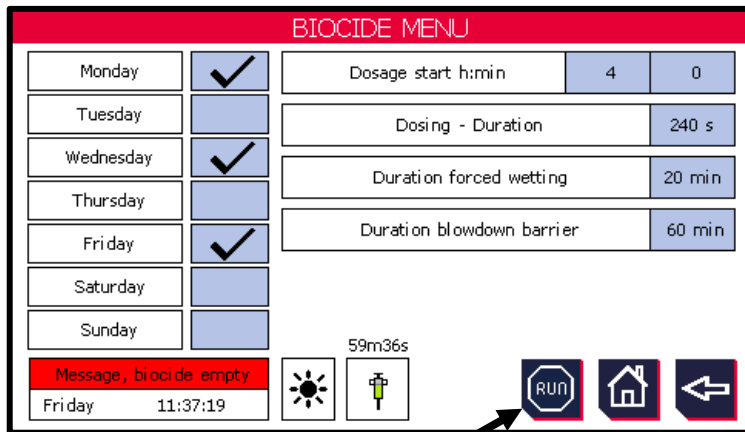 BIOCIDE MENU
Monday
Tuesday
Wednesday
Thursday
Friday
Saturday
Sunday
Dosage start h:min 4 0
Dosing - Duration 240 s
Duration forced wetting 20 min
Duration blowdown barrier 60 min
59m36s
Message, biocide empty
Friday 11:37:19
RUN